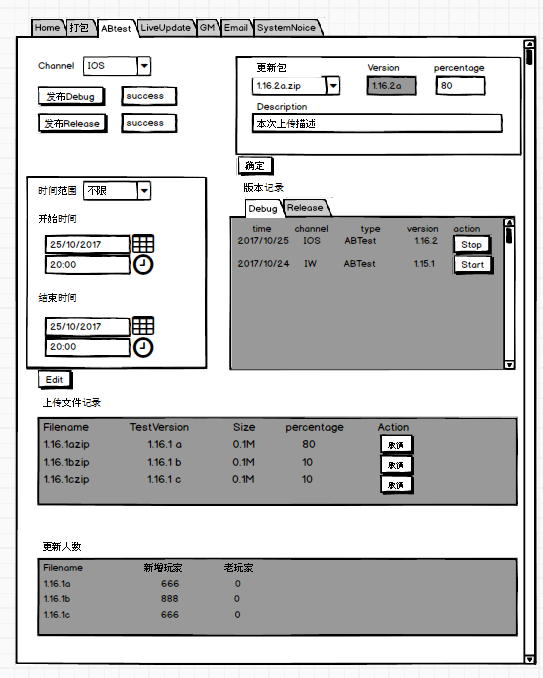 Home 打包 ABtest LiveUpdate GM Email SystemNoice
Channel IOS
发布Debug success
发布Release success
更新包 Version percentage
1.16.2a.zip 1.16.2a 80
Description
本次上传描述
确定
时间范围 不限
开始时间
25/10/2017
20:00
结束时间
25/10/2017
20:00
Edit
版本记录
Debug Release
time channel type version action
2017/10/25 IOS ABTest 1.16.2 Stop
2017/10/24 IW ABTest 1.15.1 Start
上传文件记录
Filename TestVersion Size percentage Action
1.16.1azip 1.16.1 a 0.1M 80 取消
1.16.1bzip 1.16.1 b 0.1M 10 取消
1.16.1czip 1.16.1 c 0.1M 10 取消
更新人数
Filename 新增玩家 老玩家
1.16.1a 666 0
1.16.1b 888 0
1.16.1c 666 0